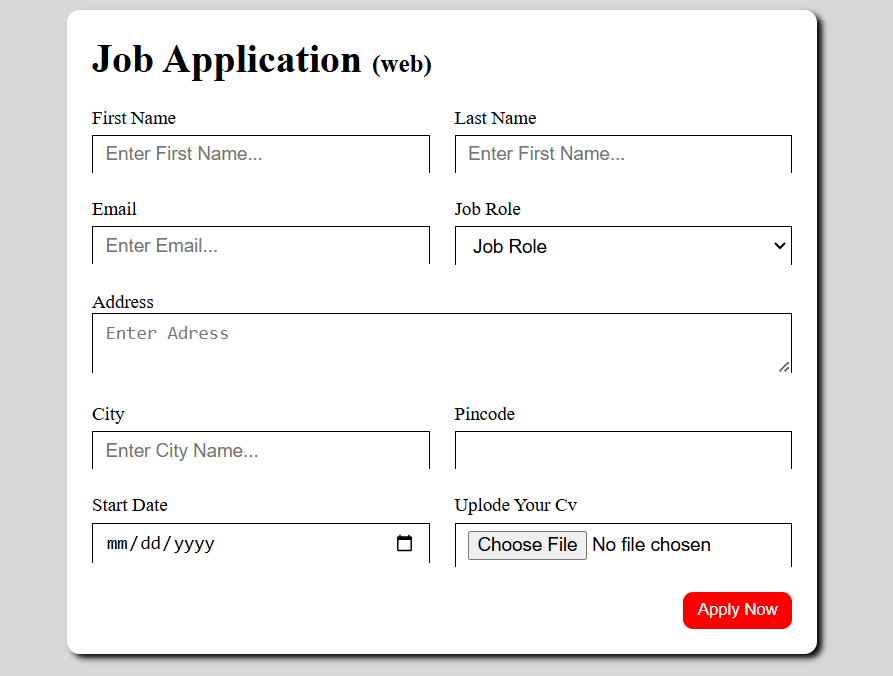 Job Application (web)
First Name
Last Name
Enter First Name...
Enter First Name...
Email
Job Role
Enter Email...
Job Role
Address
Enter Adress
City
Pincode
Enter City Name...
Start Date
Uplode Your Cv
mm/dd/yyyy
Choose File No file chosen
Apply Now